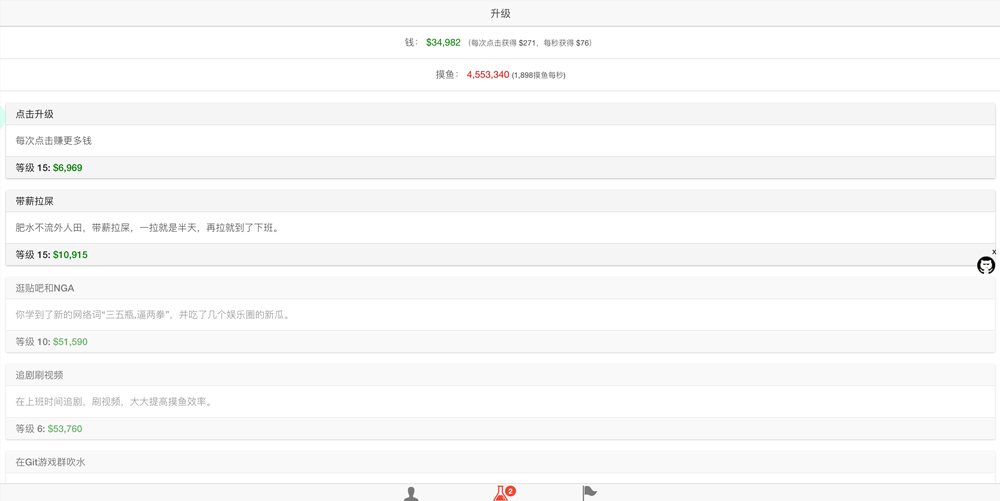 升级
钱： $34,982 （每次点击获得 $271，每秒获得 $76）
摸鱼： 4,553,340 (1,898摸鱼每秒)
点击升级
每次点击赚更多钱
等级 15: $6,969
带薪拉屎
肥水不流外人田，带薪拉屎，一拉就是半天，再拉就到了下班。
等级 15: $10,915
x
逛贴吧和NGA
你学到了新的网络词“三五瓶,逼两拳”，并吃了几个娱乐圈的新瓜。
等级 10: $51,590
追剧刷视频
在上班时间追剧，刷视频，大大提高摸鱼效率。
等级 6: $53,760
在Git游戏群吹水
2